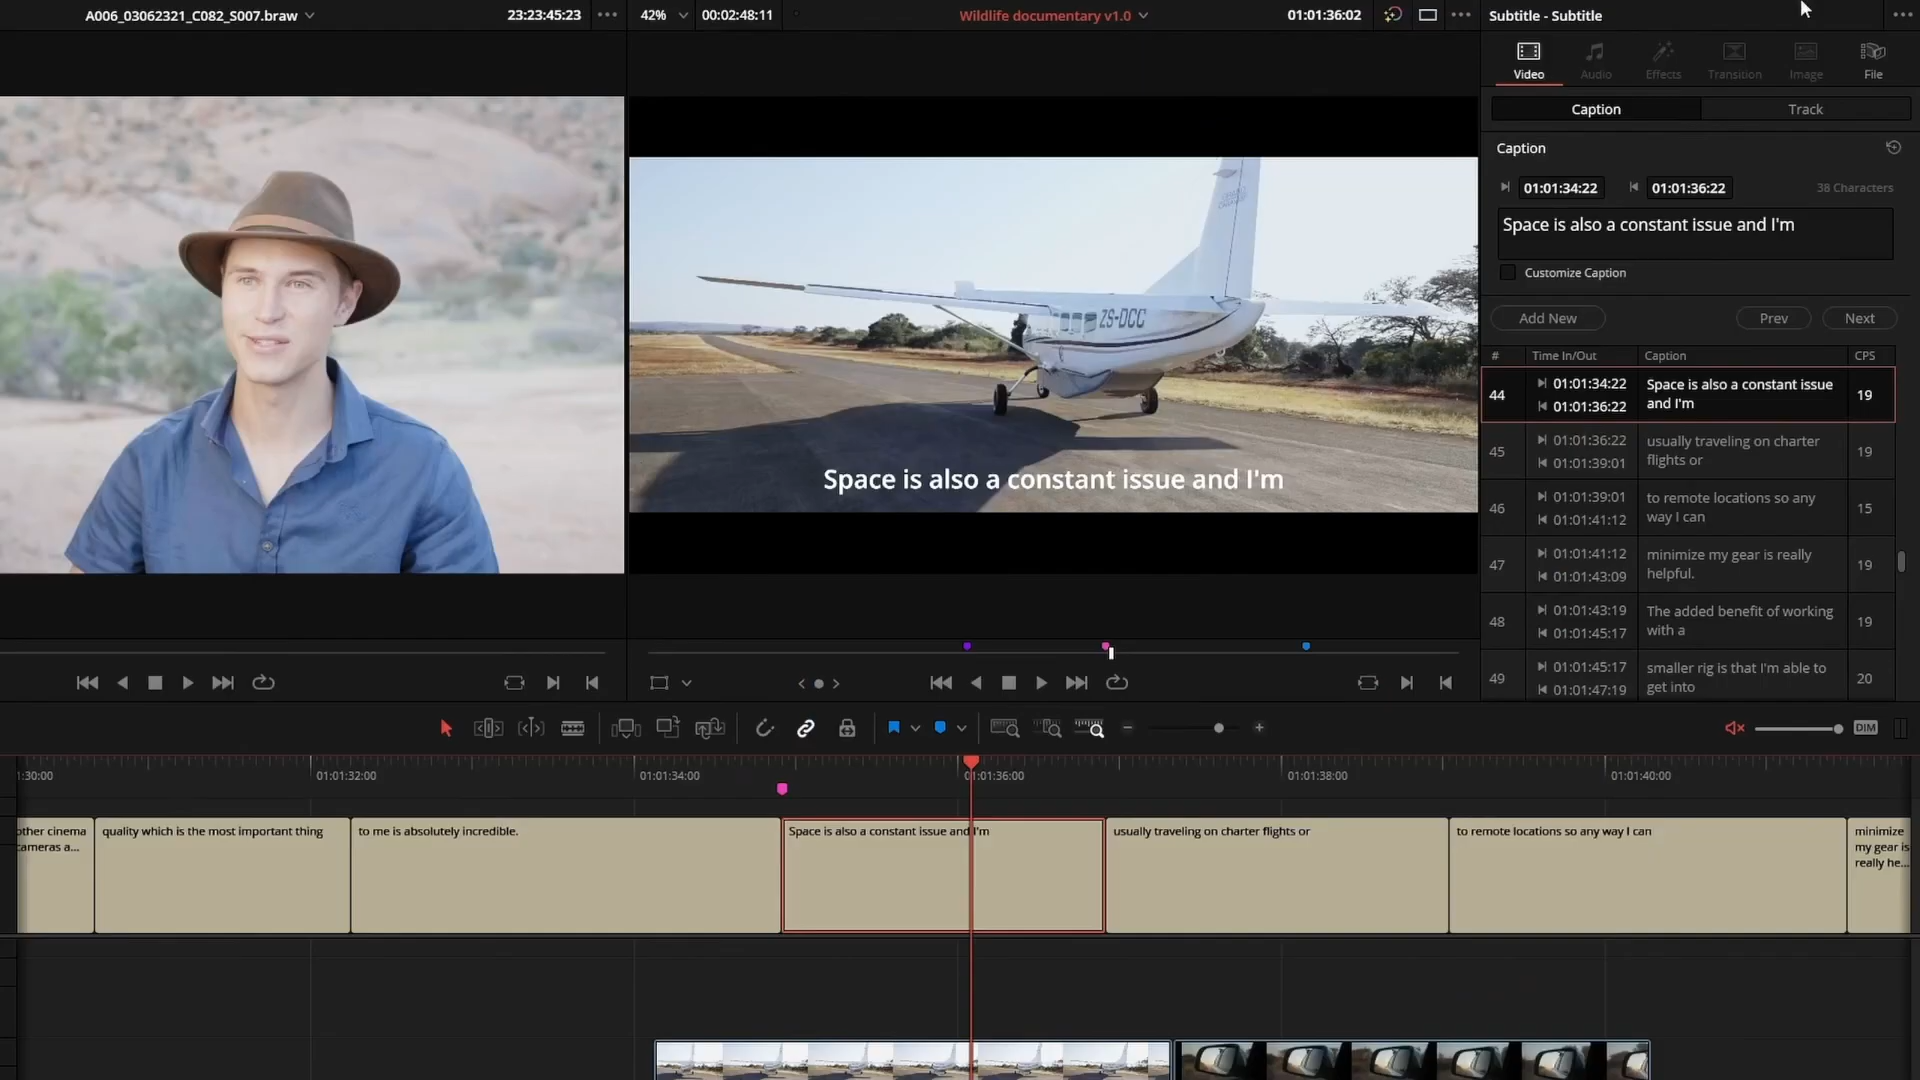 A006_03062321_C082_S007.braw
23:23:45:23
42%
00:02:48:11
Wildlife documentary v1.0
01:01:36:02
Subtitle - Subtitle
Video
Audio
Effects
Transition
Image
File
Caption
Track
Caption
01:01:34:22
01:01:36:22
38 Characters
Space is also a constant issue and I'm
Customize Caption
Add New
Prev
Next
#
Time In/Out
Caption
CPS
44
01:01:34:22
01:01:36:22
Space is also a constant issue
and I'm
19
45
01:01:36:22
01:01:39:01
usually traveling on charter
flights or
19
46
01:01:39:01
01:01:41:12
to remote locations so any
way I can
15
47
01:01:41:12
01:01:43:09
minimize my gear is really
helpful.
19
48
01:01:43:19
01:01:45:17
The added benefit of working
with a
19
49
01:01:45:17
01:01:47:19
smaller rig is that I'm able to
get into
20
ZS-DCC
Space is also a constant issue and I'm
DIM
1:30:00
01:01:32:00
01:01:34:00
01:01:36:00
01:01:38:00
01:01:40:00
other cinema
cameras a...
quality which is the most important thing
to me is absolutely incredible.
Space is also a constant issue and I'm
usually traveling on charter flights or
to remote locations so any way I can
minimize
my gear is
really he...